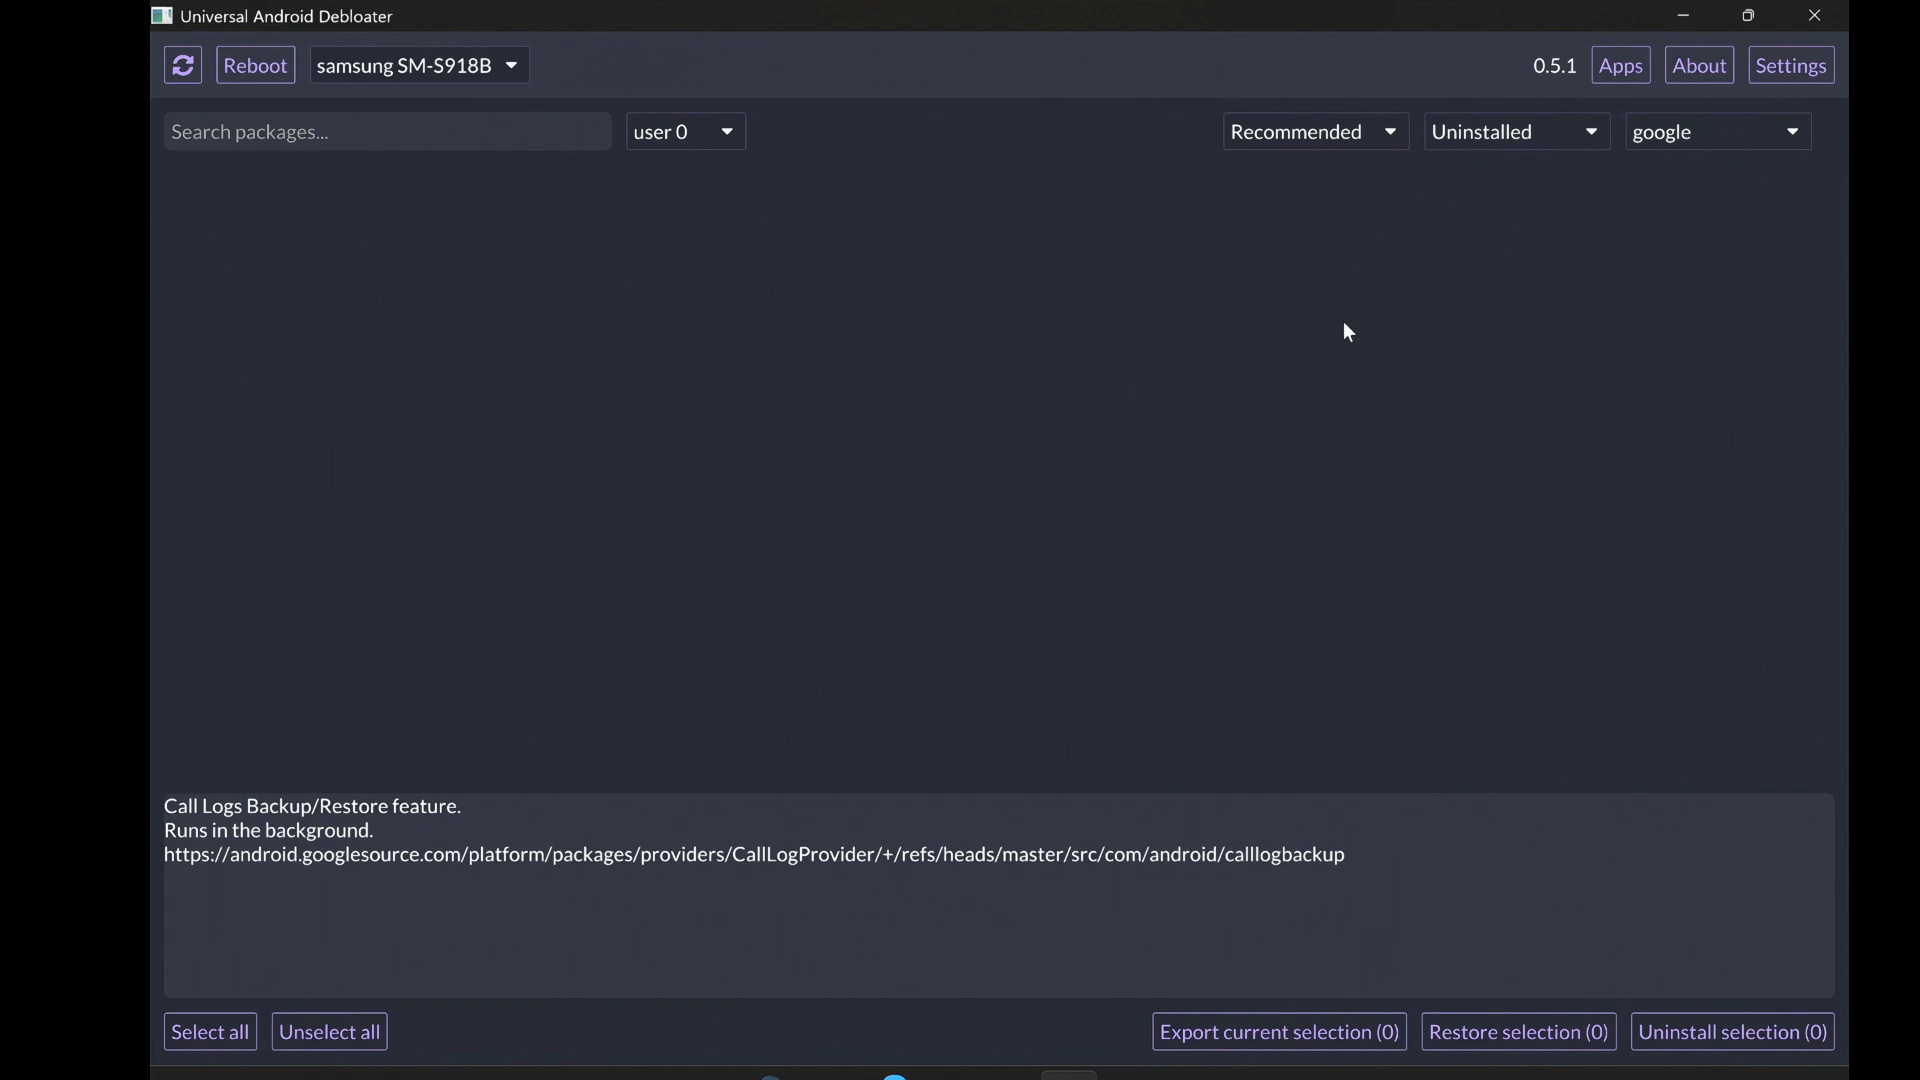 Universal Android Debloater
Reboot samsung SM-S918B 0.5.1 Apps About Settings
Search packages... user 0 Recommended Uninstalled google
Call Logs Backup/Restore feature.
Runs in the background.
https://android.googlesource.com/platform/packages/providers/CallLogProvider/+/refs/heads/master/src/com/android/calllogbackup
Select all Unselect all Export current selection (0) Restore selection (0) Uninstall selection (0)